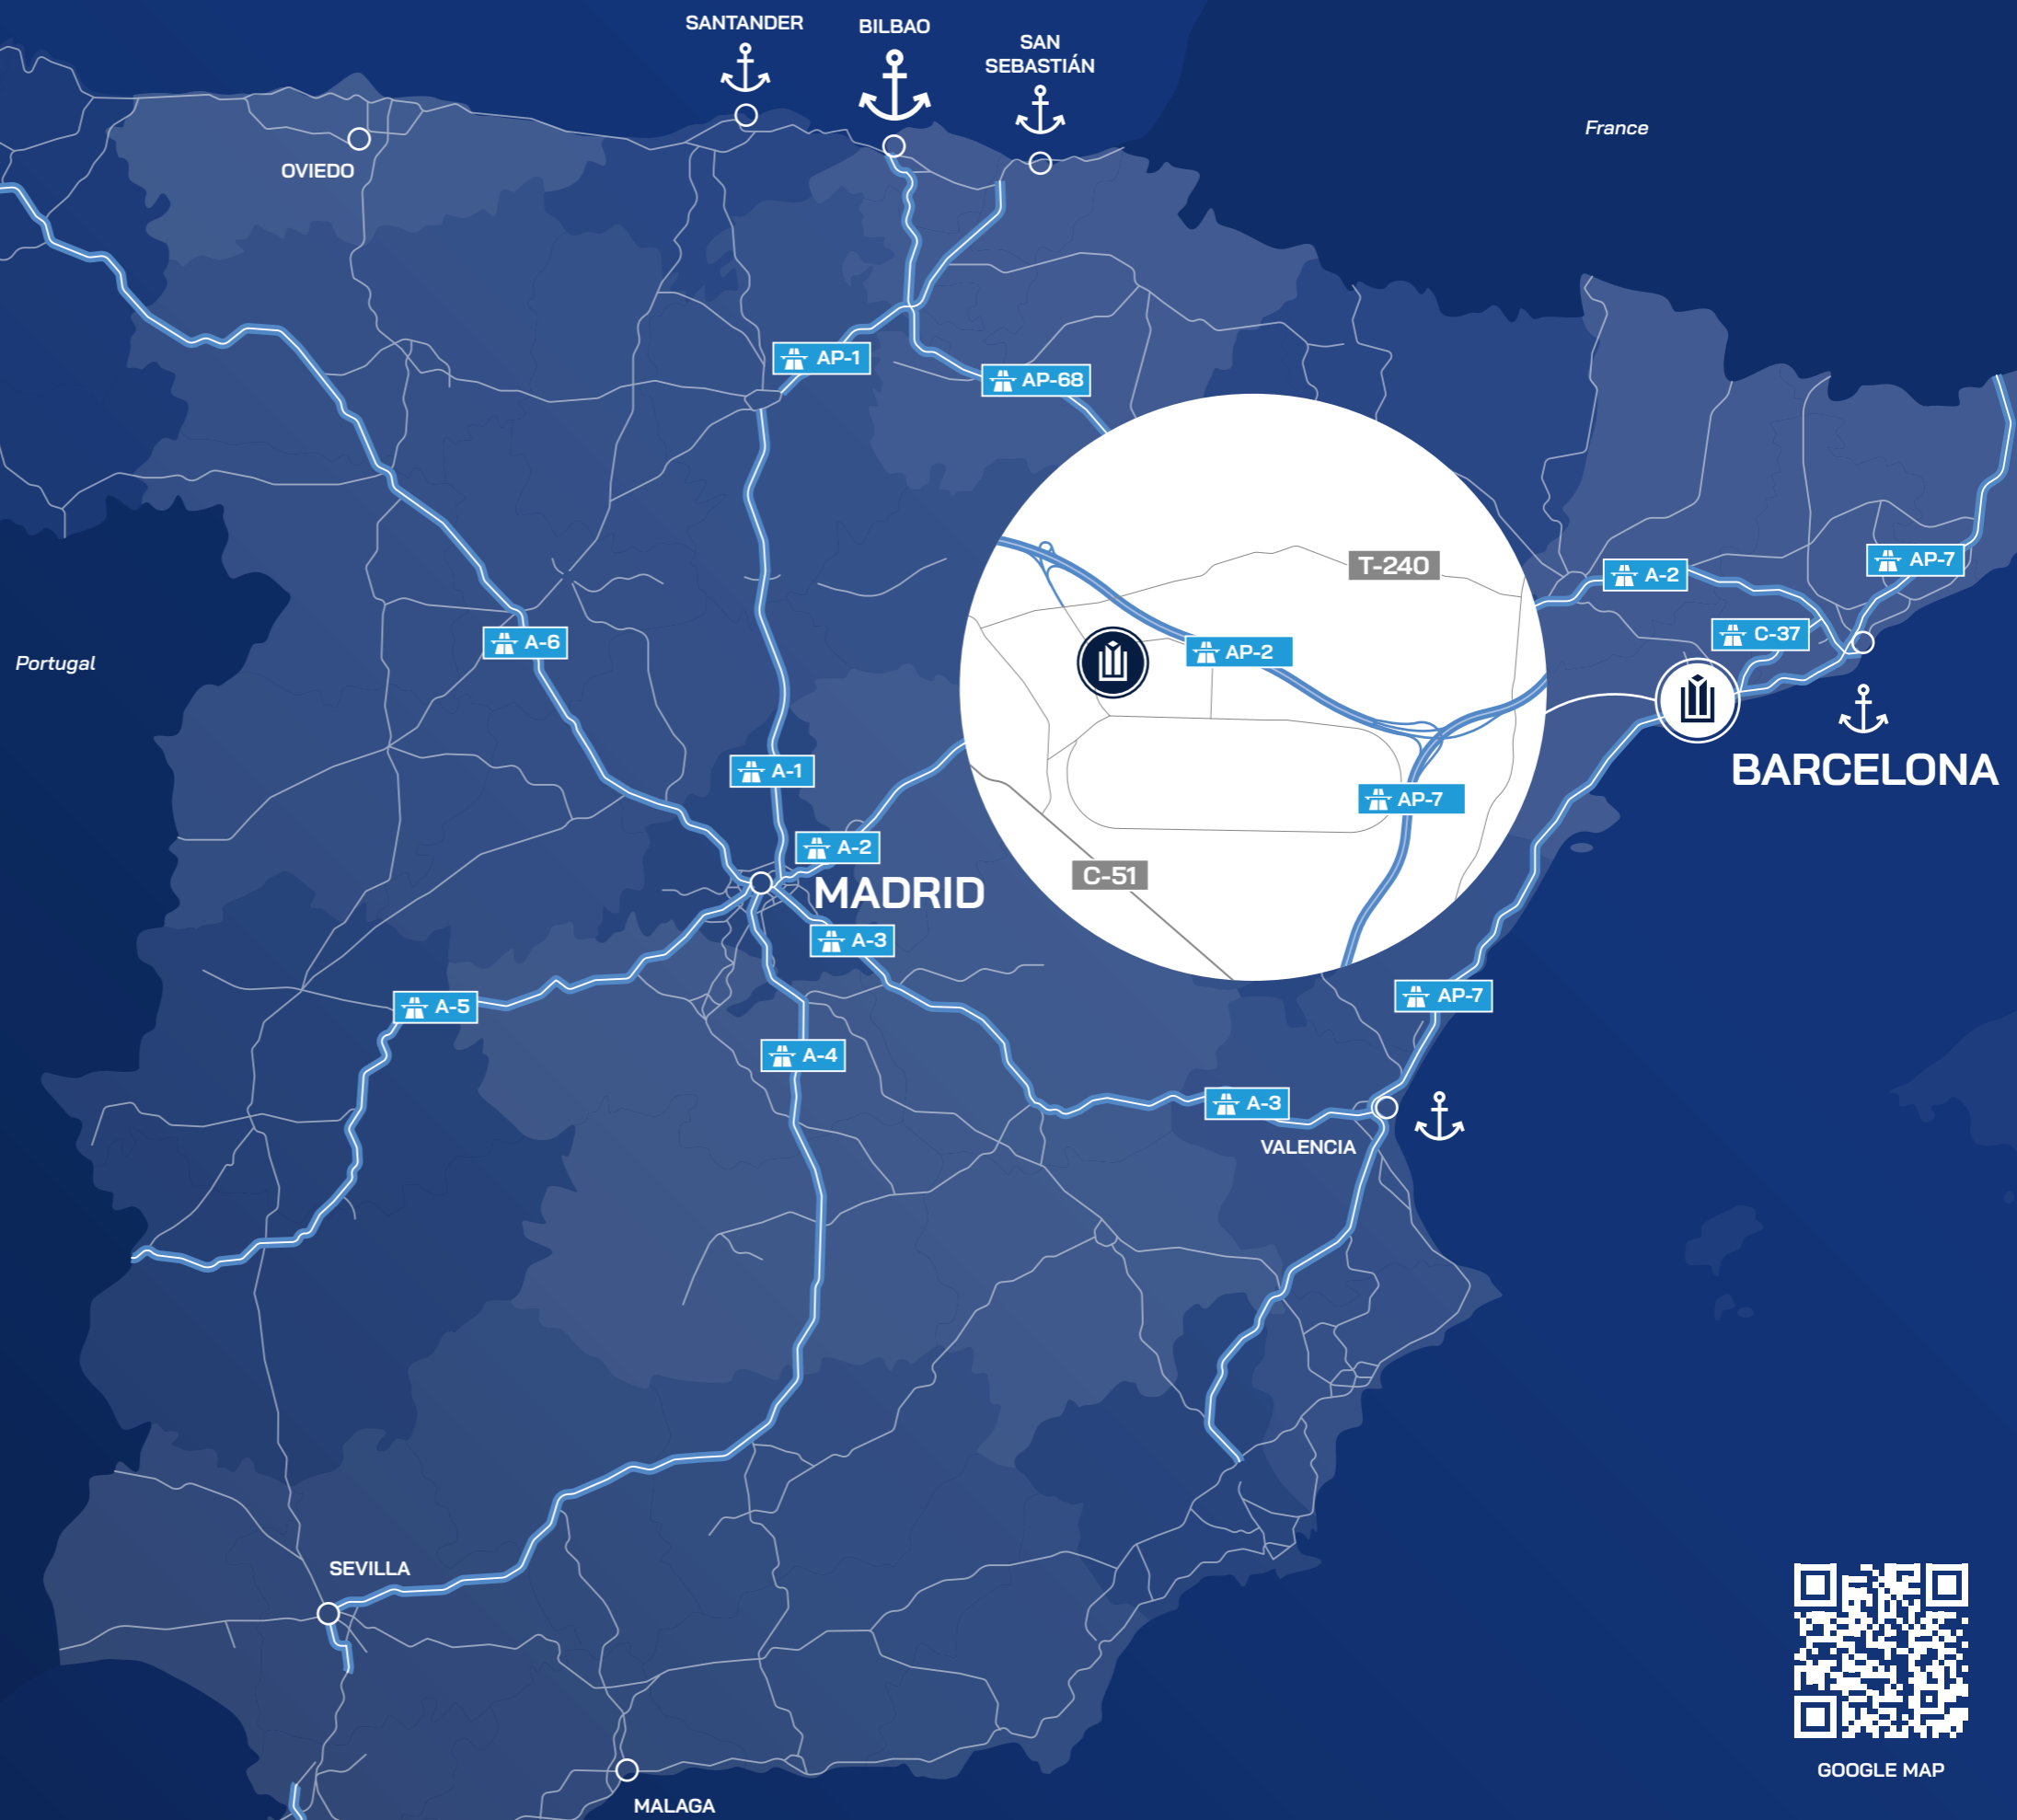 SANTANDER
BILBAO
SAN
SEBASTIÁN
France
OVIEDO
AP-1
AP-68
T-240
AP-7
A-2
C-37
A-6
AP-2
Portugal
BARCELONA
A-1
AP-7
A-2
C-51
MADRID
A-3
AP-7
A-5
A-4
A-3
VALENCIA
SEVILLA
GOOGLE MAP
MALAGA